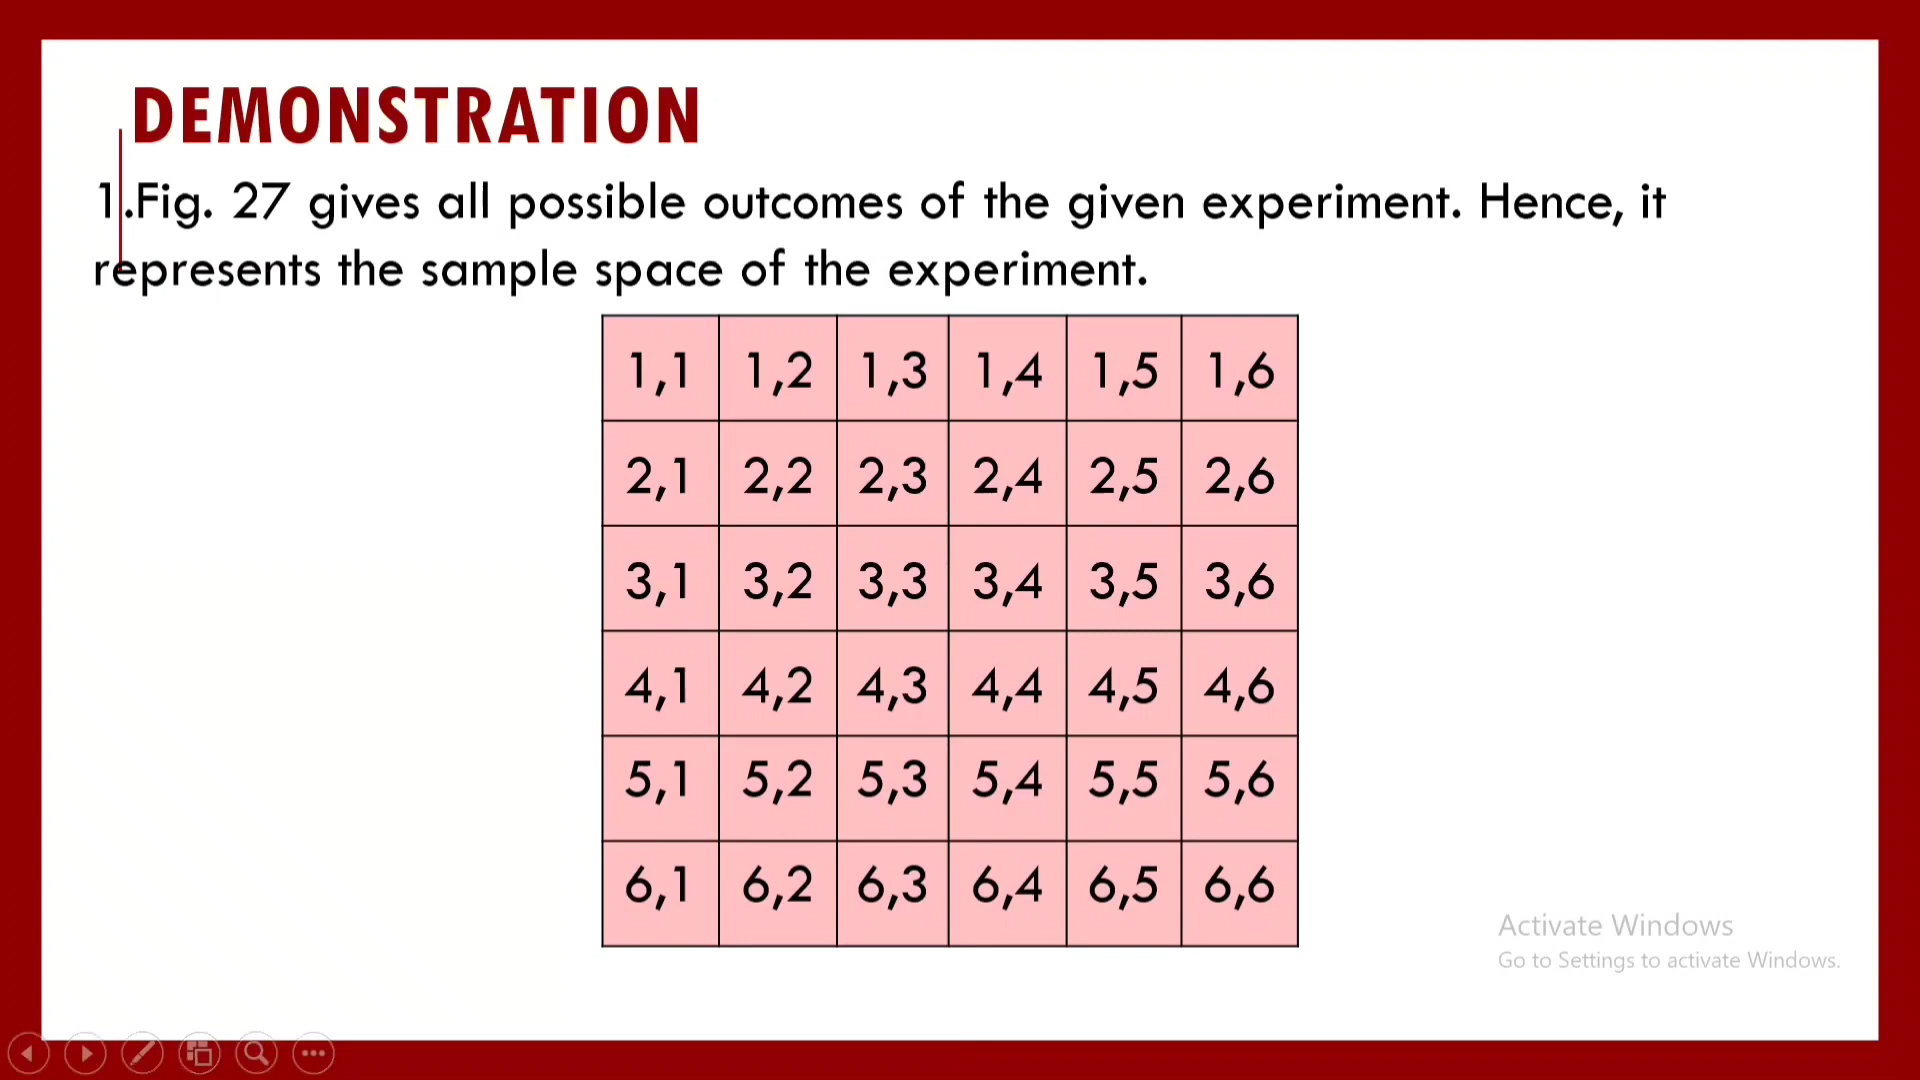 DEMONSTRATION
1.Fig. 27 gives all possible outcomes of the given experiment. Hence, it
represents the sample space of the experiment.
1,1 1,2 1,3 1,4 1,5 1,6
2,1 2,2 2,3 2,4 2,5 2,6
3,1 3,2 3,3 3,4 3,5 3,6
4,1 4,2 4,3 4,4 4,5 4,6
5,1 5,2 5,3 5,4 5,5 5,6
6,1 6,2 6,3 6,4 6,5 6,6
Activate Windows
Go to Settings to activate Windows.